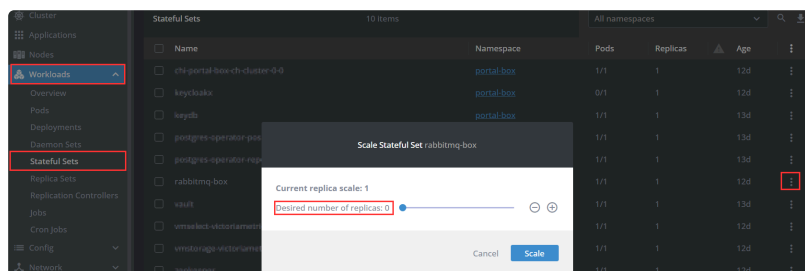 Cluster
Applications
Nodes
Workloads
Overview
Pods
Deployments
Daemon Sets
Stateful Sets
Replica Sets
Replication Controllers
Jobs
Cron Jobs
Config
Network
Stateful Sets 10 items All namespaces
Name Namespace Pods Replicas Age
chi-portal-box-ch-cluster-0-0 portal-box 1/1 1 12d
keycloakx portal-box 0/1 1 12d
keydb portal-box 1/1 1 13d
postgres-operator-pos 1/1 1 13d
postgres-operator-repo 1/1 1 13d
rabbitmq-box 1/1 1 12d
vault 1/1 1 13d
vmselect-victoriametri 1/1 1 13d
vmstorage-victoriamet 1/1 1 13d
Scale Stateful Set rabbitmq-box
Current replica scale: 1
Desired number of replicas: 0
Cancel Scale